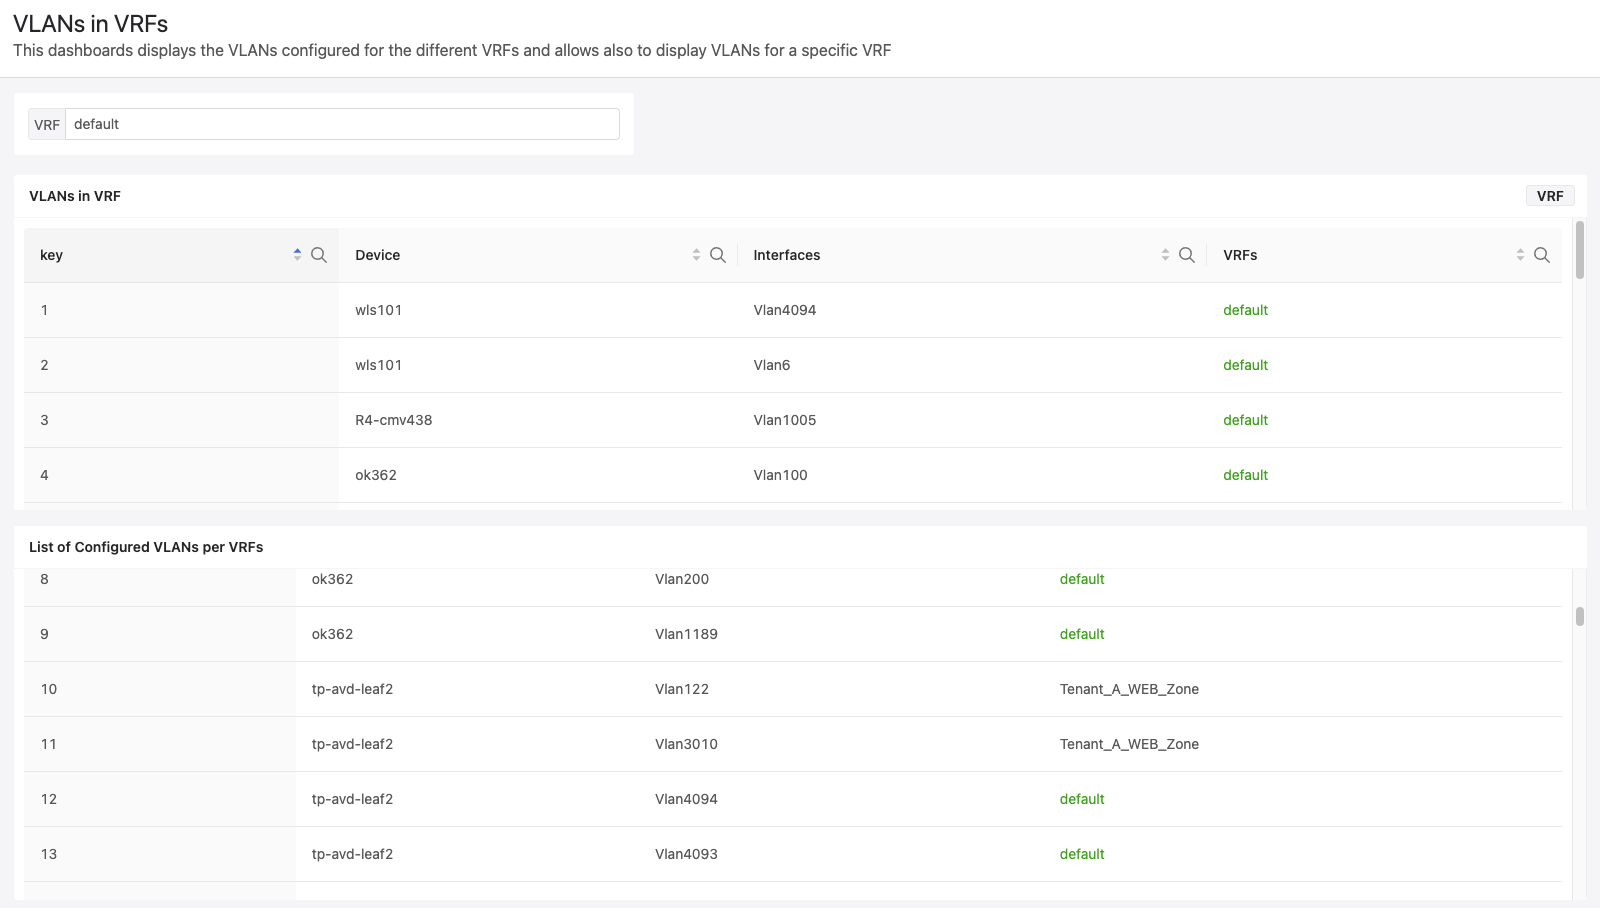 VLANs in VRFs
This dashboards displays the VLANs configured for the different VRFs and allows also to display VLANs for a specific VRF
VRF default
VLANs in VRF VRF
key Device Interfaces VRFs
1 wls101 Vlan4094 default
2 wls101 Vlan6 default
3 R4-cmv438 Vlan1005 default
4 ok362 Vlan100 default
List of Configured VLANs per VRFs
8 ok362 Vlan200 default
9 ok362 Vlan1189 default
10 tp-avd-leaf2 Vlan122 Tenant_A_WEB_Zone
11 tp-avd-leaf2 Vlan3010 Tenant_A_WEB_Zone
12 tp-avd-leaf2 Vlan4094 default
13 tp-avd-leaf2 Vlan4093 default